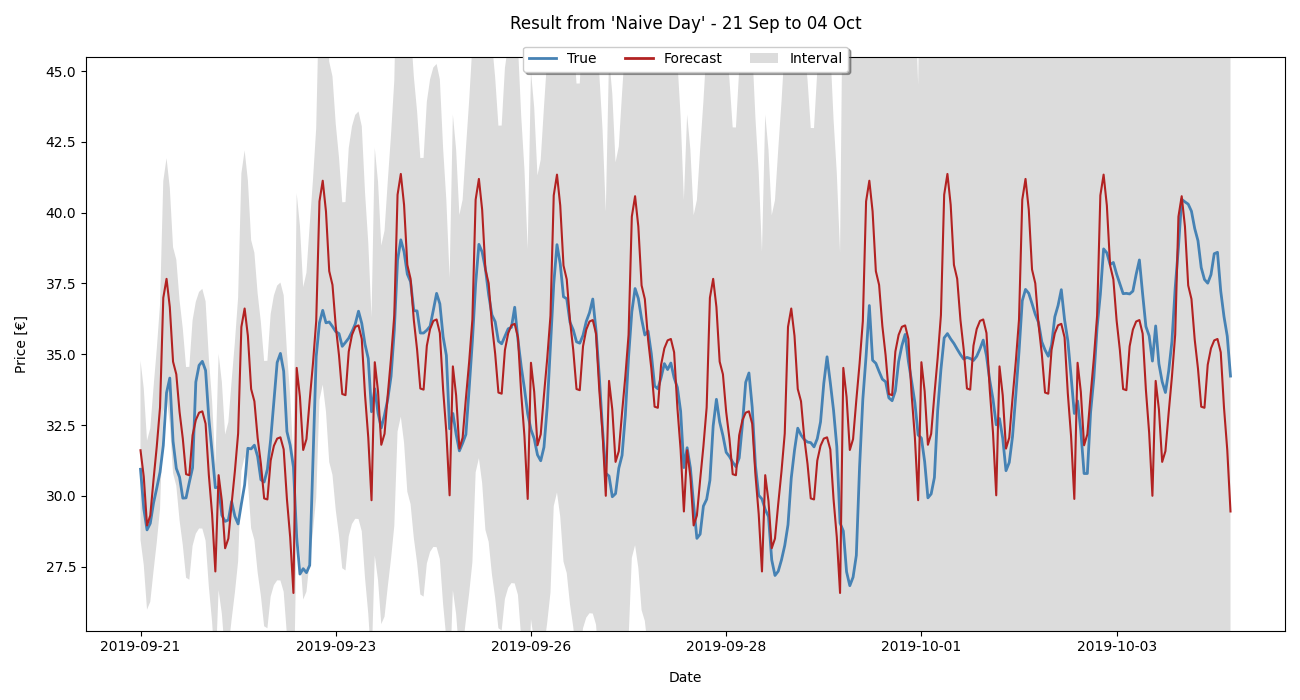 Result from 'Naive Day' - 21 Sep to 04 Oct
True Forecast Interval
45.0
42.5
40.0
37.5
35.0
32.5
30.0
27.5
Price [€]
2019-09-21 2019-09-23 2019-09-26 2019-09-28 2019-10-01 2019-10-03
Date